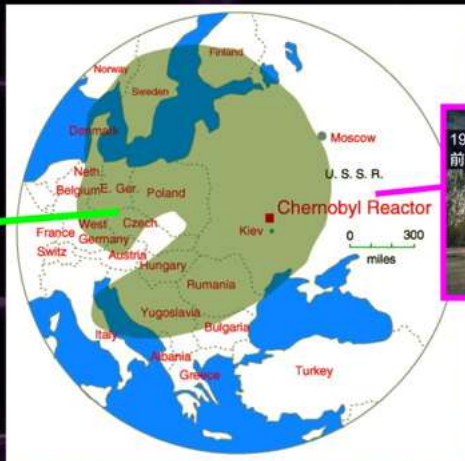 Finland
Norway
Sweden
Denmark
Moscow
U. S. S. R.
Neth.
Belgium
E. Ger.
Poland
Chernobyl Reactor
Kiev
0 300
miles
France
West
Germany
Czech.
Switz
Austria
Hungary
Rumania
Yugoslavia
Italy
Bulgaria
Albania
Greece
Turkey
19
前